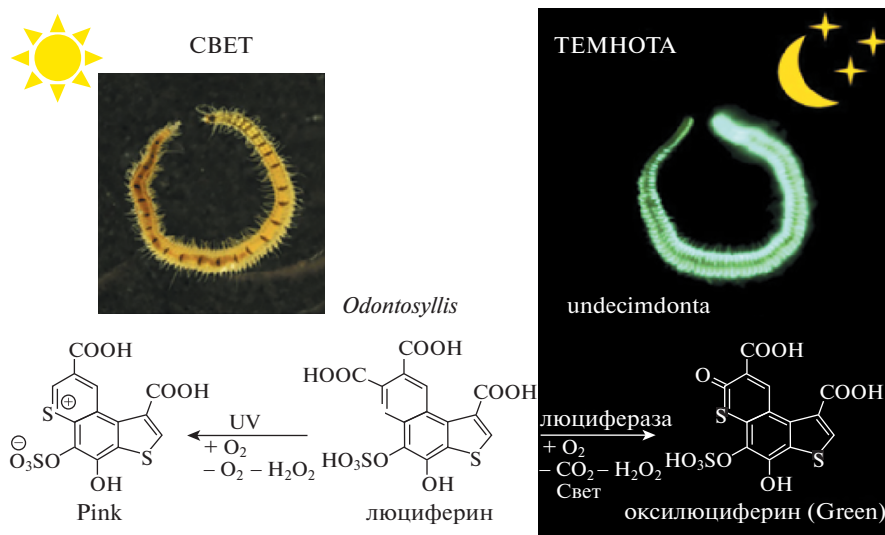 СВЕТ
ТЕМНОТА
Odontosyllis
undecimdonta
COOH
COOH
S
⊕
⊖
O₃SO
OH
S
Pink
UV
+ O₂
– O₂ – H₂O₂
COOH
HOOC
COOH
HO₃SO
OH
S
люциферин
люцифераза
+ O₂
– CO₂ – H₂O₂
Свет
COOH
O
COOH
S
HO₃SO
OH
S
оксилюциферин (Green)